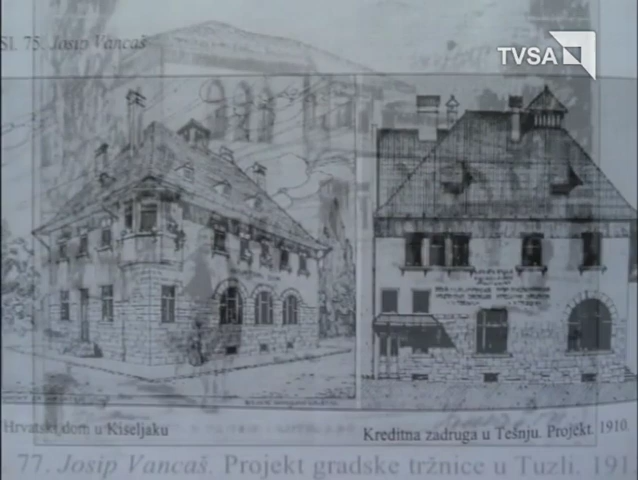 Sl. 75. Josip Vancaš
TVSA
Hrvatski dom u Kiseljaku
Kreditna zadruga u Tešnju. Projekt. 1910.
. 77. Josip Vancaš. Projekt gradske tržnice u Tuzli. 191